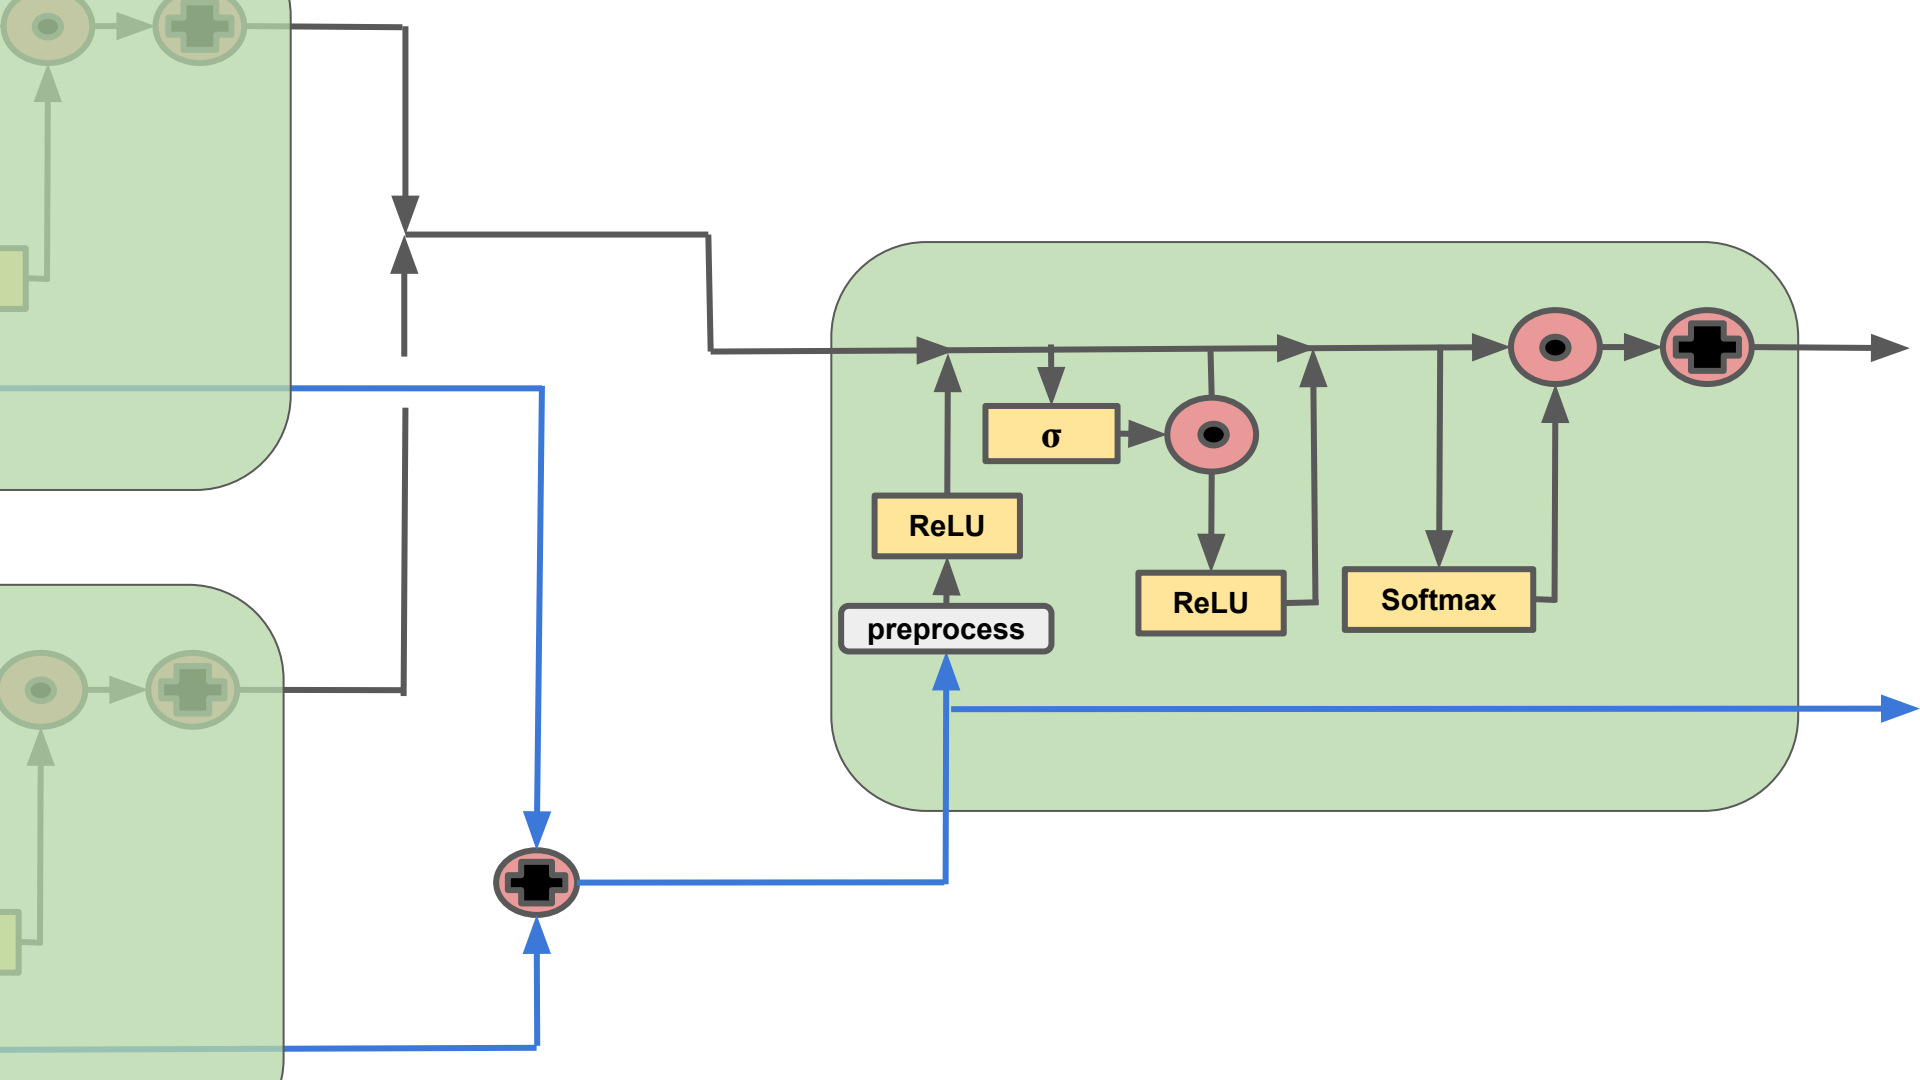 σ
ReLU
preprocess
ReLU
Softmax